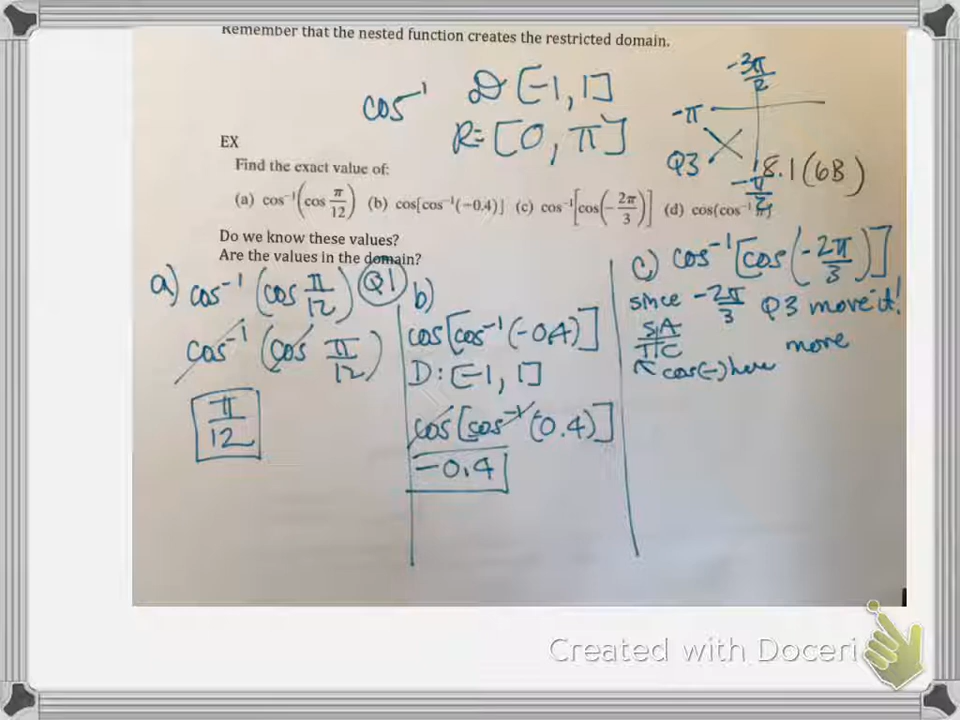 Remember that the nested function creates the restricted domain.
cos⁻¹ D [-1, 1]
R = [0, π]
-3π/2
-π
Q3
-π/2
8.1 (6B)
EX
Find the exact value of:
(a) cos⁻¹(cos π/12) (b) cos[cos⁻¹(−0.4)] (c) cos⁻¹[cos(−2π/3)] (d) cos(cos⁻¹
Do we know these values?
Are the values in the domain?
a) cos⁻¹ (cos π/12) Q1
cos⁻¹ (cos π/12)
π/12
b)
cos[cos⁻¹(-0.4)]
D: [-1, 1]
cos[cos⁻¹(0.4)]
-0.4
c) cos⁻¹[cos(-2π/3)]
since -2π/3 Q3 move it!
S|A
T|C more
↖ cos(-) here
Created with Doceri